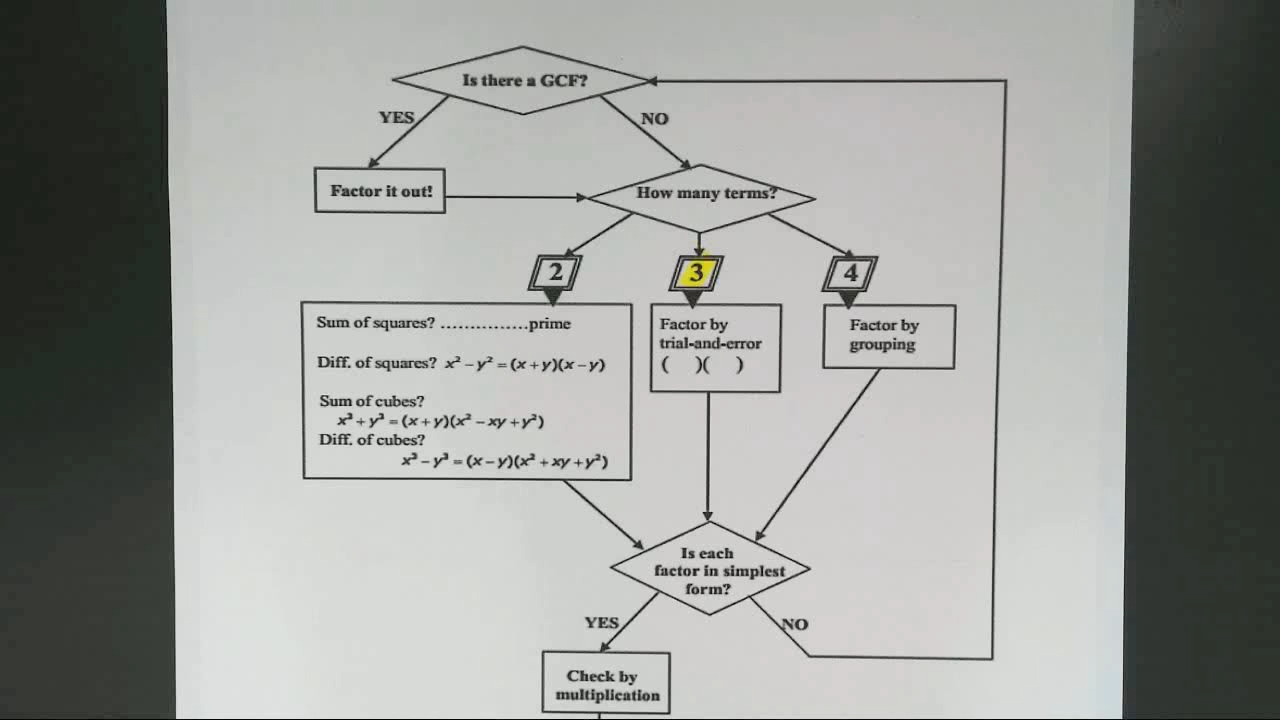 Is there a GCF?
YES
NO
Factor it out!
How many terms?
2
3
4
Sum of squares? ...............prime
Diff. of squares? x² – y² = (x + y)(x – y)
Sum of cubes?
x³ + y³ = (x + y)(x² – xy + y²)
Diff. of cubes?
x³ – y³ = (x – y)(x² + xy + y²)
Factor by
trial-and-error
( )( )
Factor by
grouping
Is each
factor in simplest
form?
YES
NO
Check by
multiplication